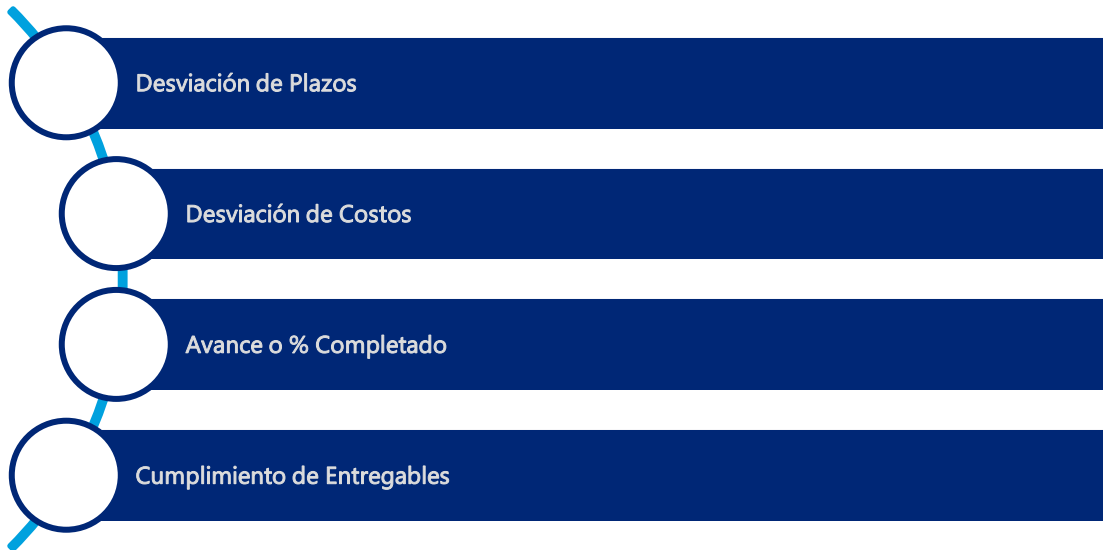 Desviación de Plazos
Desviación de Costos
Avance o % Completado
Cumplimiento de Entregables